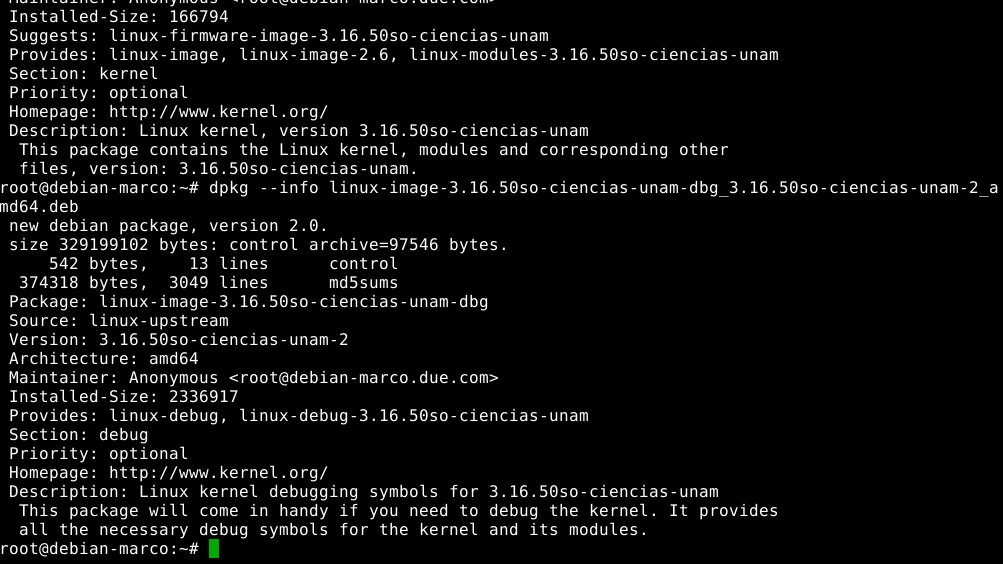 Maintainer: Anonymous <root@debian-marco.due.com>
 Installed-Size: 166794
 Suggests: linux-firmware-image-3.16.50so-ciencias-unam
 Provides: linux-image, linux-image-2.6, linux-modules-3.16.50so-ciencias-unam
 Section: kernel
 Priority: optional
 Homepage: http://www.kernel.org/
 Description: Linux kernel, version 3.16.50so-ciencias-unam
  This package contains the Linux kernel, modules and corresponding other
  files, version: 3.16.50so-ciencias-unam.
root@debian-marco:~# dpkg --info linux-image-3.16.50so-ciencias-unam-dbg_3.16.50so-ciencias-unam-2_a
md64.deb
 new debian package, version 2.0.
 size 329199102 bytes: control archive=97546 bytes.
     542 bytes,    13 lines      control
  374318 bytes,  3049 lines      md5sums
 Package: linux-image-3.16.50so-ciencias-unam-dbg
 Source: linux-upstream
 Version: 3.16.50so-ciencias-unam-2
 Architecture: amd64
 Maintainer: Anonymous <root@debian-marco.due.com>
 Installed-Size: 2336917
 Provides: linux-debug, linux-debug-3.16.50so-ciencias-unam
 Section: debug
 Priority: optional
 Homepage: http://www.kernel.org/
 Description: Linux kernel debugging symbols for 3.16.50so-ciencias-unam
  This package will come in handy if you need to debug the kernel. It provides
  all the necessary debug symbols for the kernel and its modules.
root@debian-marco:~#